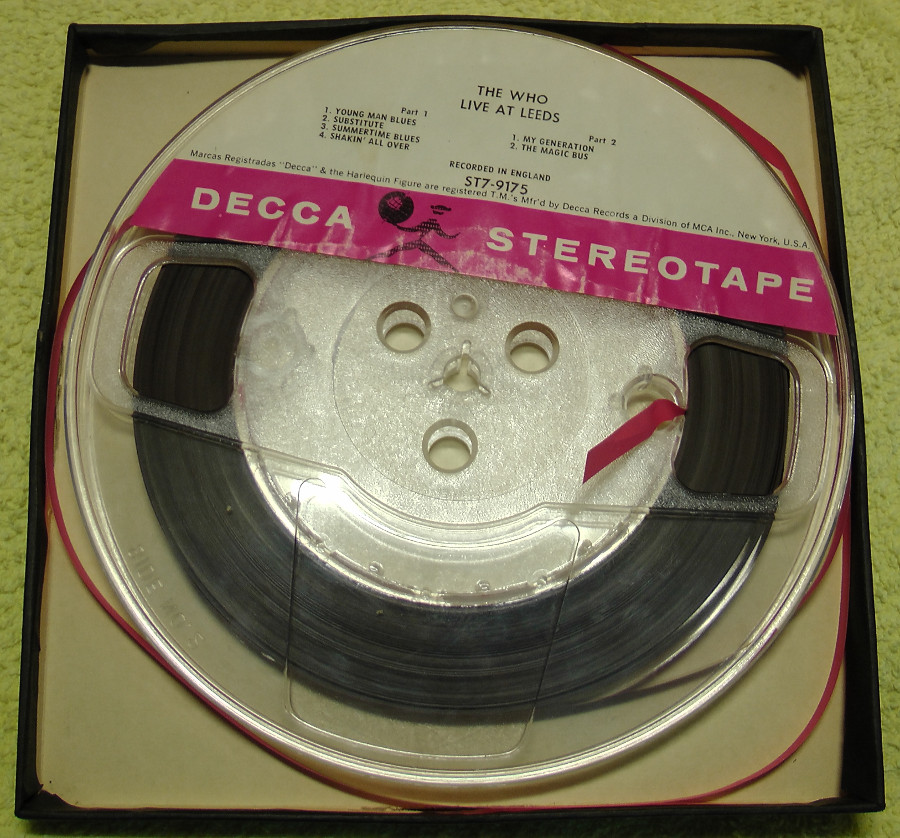 THE WHO
LIVE AT LEEDS
Part 1
1. YOUNG MAN BLUES
2. SUBSTITUTE
3. SUMMERTIME BLUES
4. SHAKIN' ALL OVER
Part 2
1. MY GENERATION
2. THE MAGIC BUS
RECORDED IN ENGLAND
ST7-9175
Marcas Registradas "Decca" & the Harlequin Figure are registered T.M.'s Mfr'd by Decca Records a Division of MCA Inc., New York, U.S.A.
DECCA STEREOTAPE